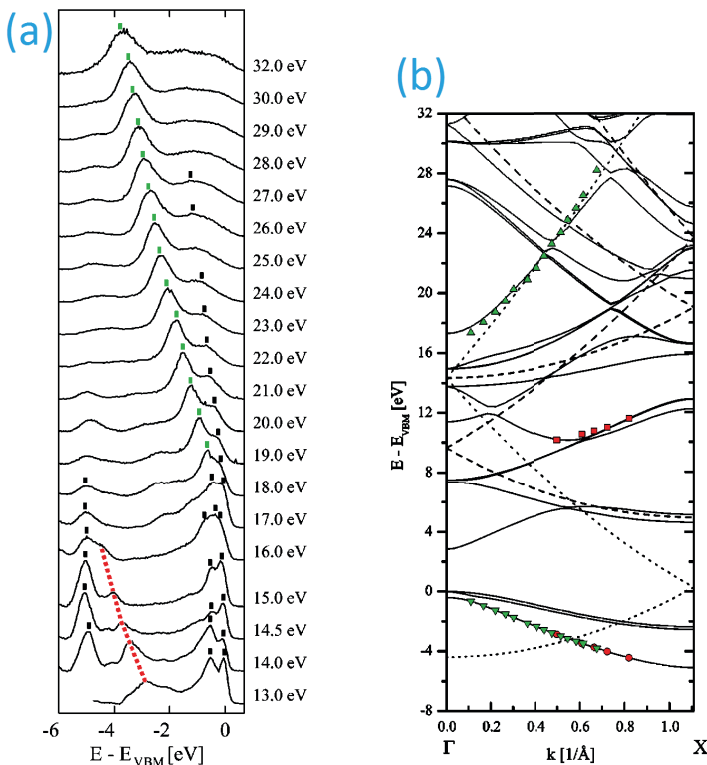 (a)
32.0 eV
30.0 eV
29.0 eV
28.0 eV
27.0 eV
26.0 eV
25.0 eV
24.0 eV
23.0 eV
22.0 eV
21.0 eV
20.0 eV
19.0 eV
18.0 eV
17.0 eV
16.0 eV
15.0 eV
14.5 eV
14.0 eV
13.0 eV
-6 -4 -2 0
E - E_VBM [eV]
(b)
32
28
24
20
16
12
8
4
0
-4
-8
E - E_VBM [eV]
0.0 0.2 0.4 0.6 0.8 1.0
Γ k [1/Å] X